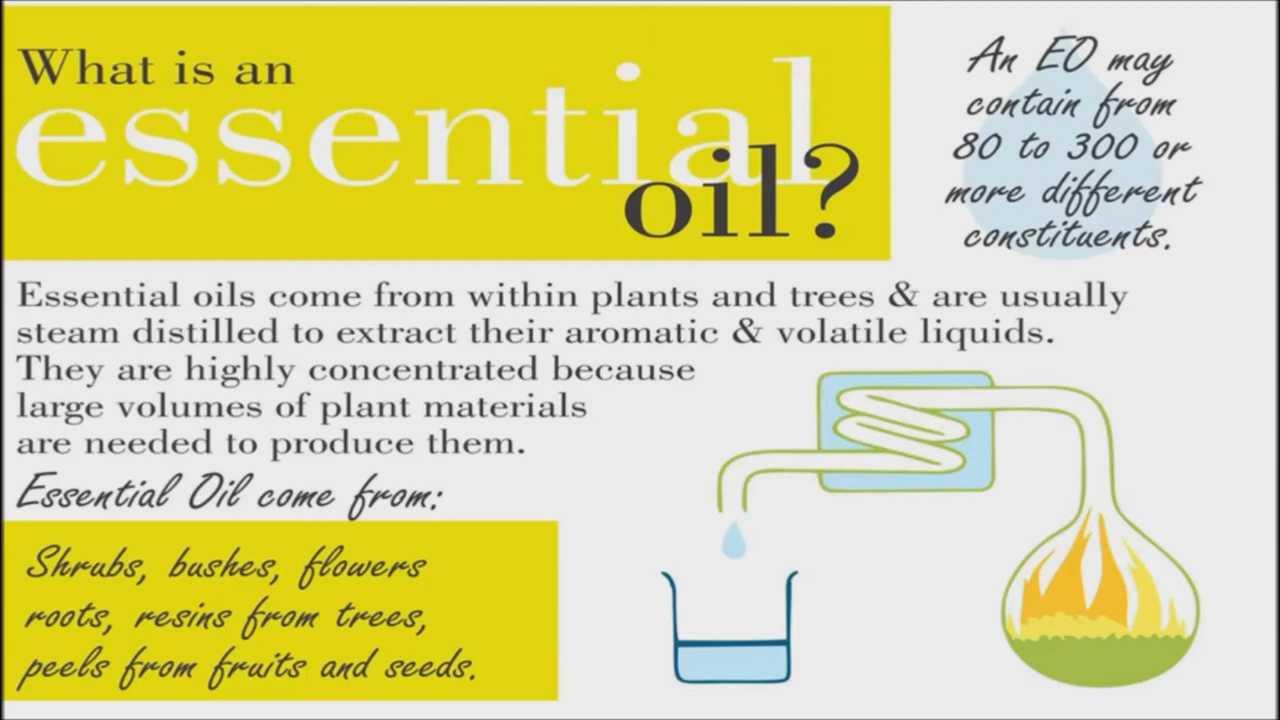 What is an
essential
oil?
An EO may
contain from
80 to 300 or
more different
constituents.
Essential oils come from within plants and trees & are usually
steam distilled to extract their aromatic & volatile liquids.
They are highly concentrated because
large volumes of plant materials
are needed to produce them.
Essential Oil come from:
Shrubs, bushes, flowers
roots, resins from trees,
peels from fruits and seeds.